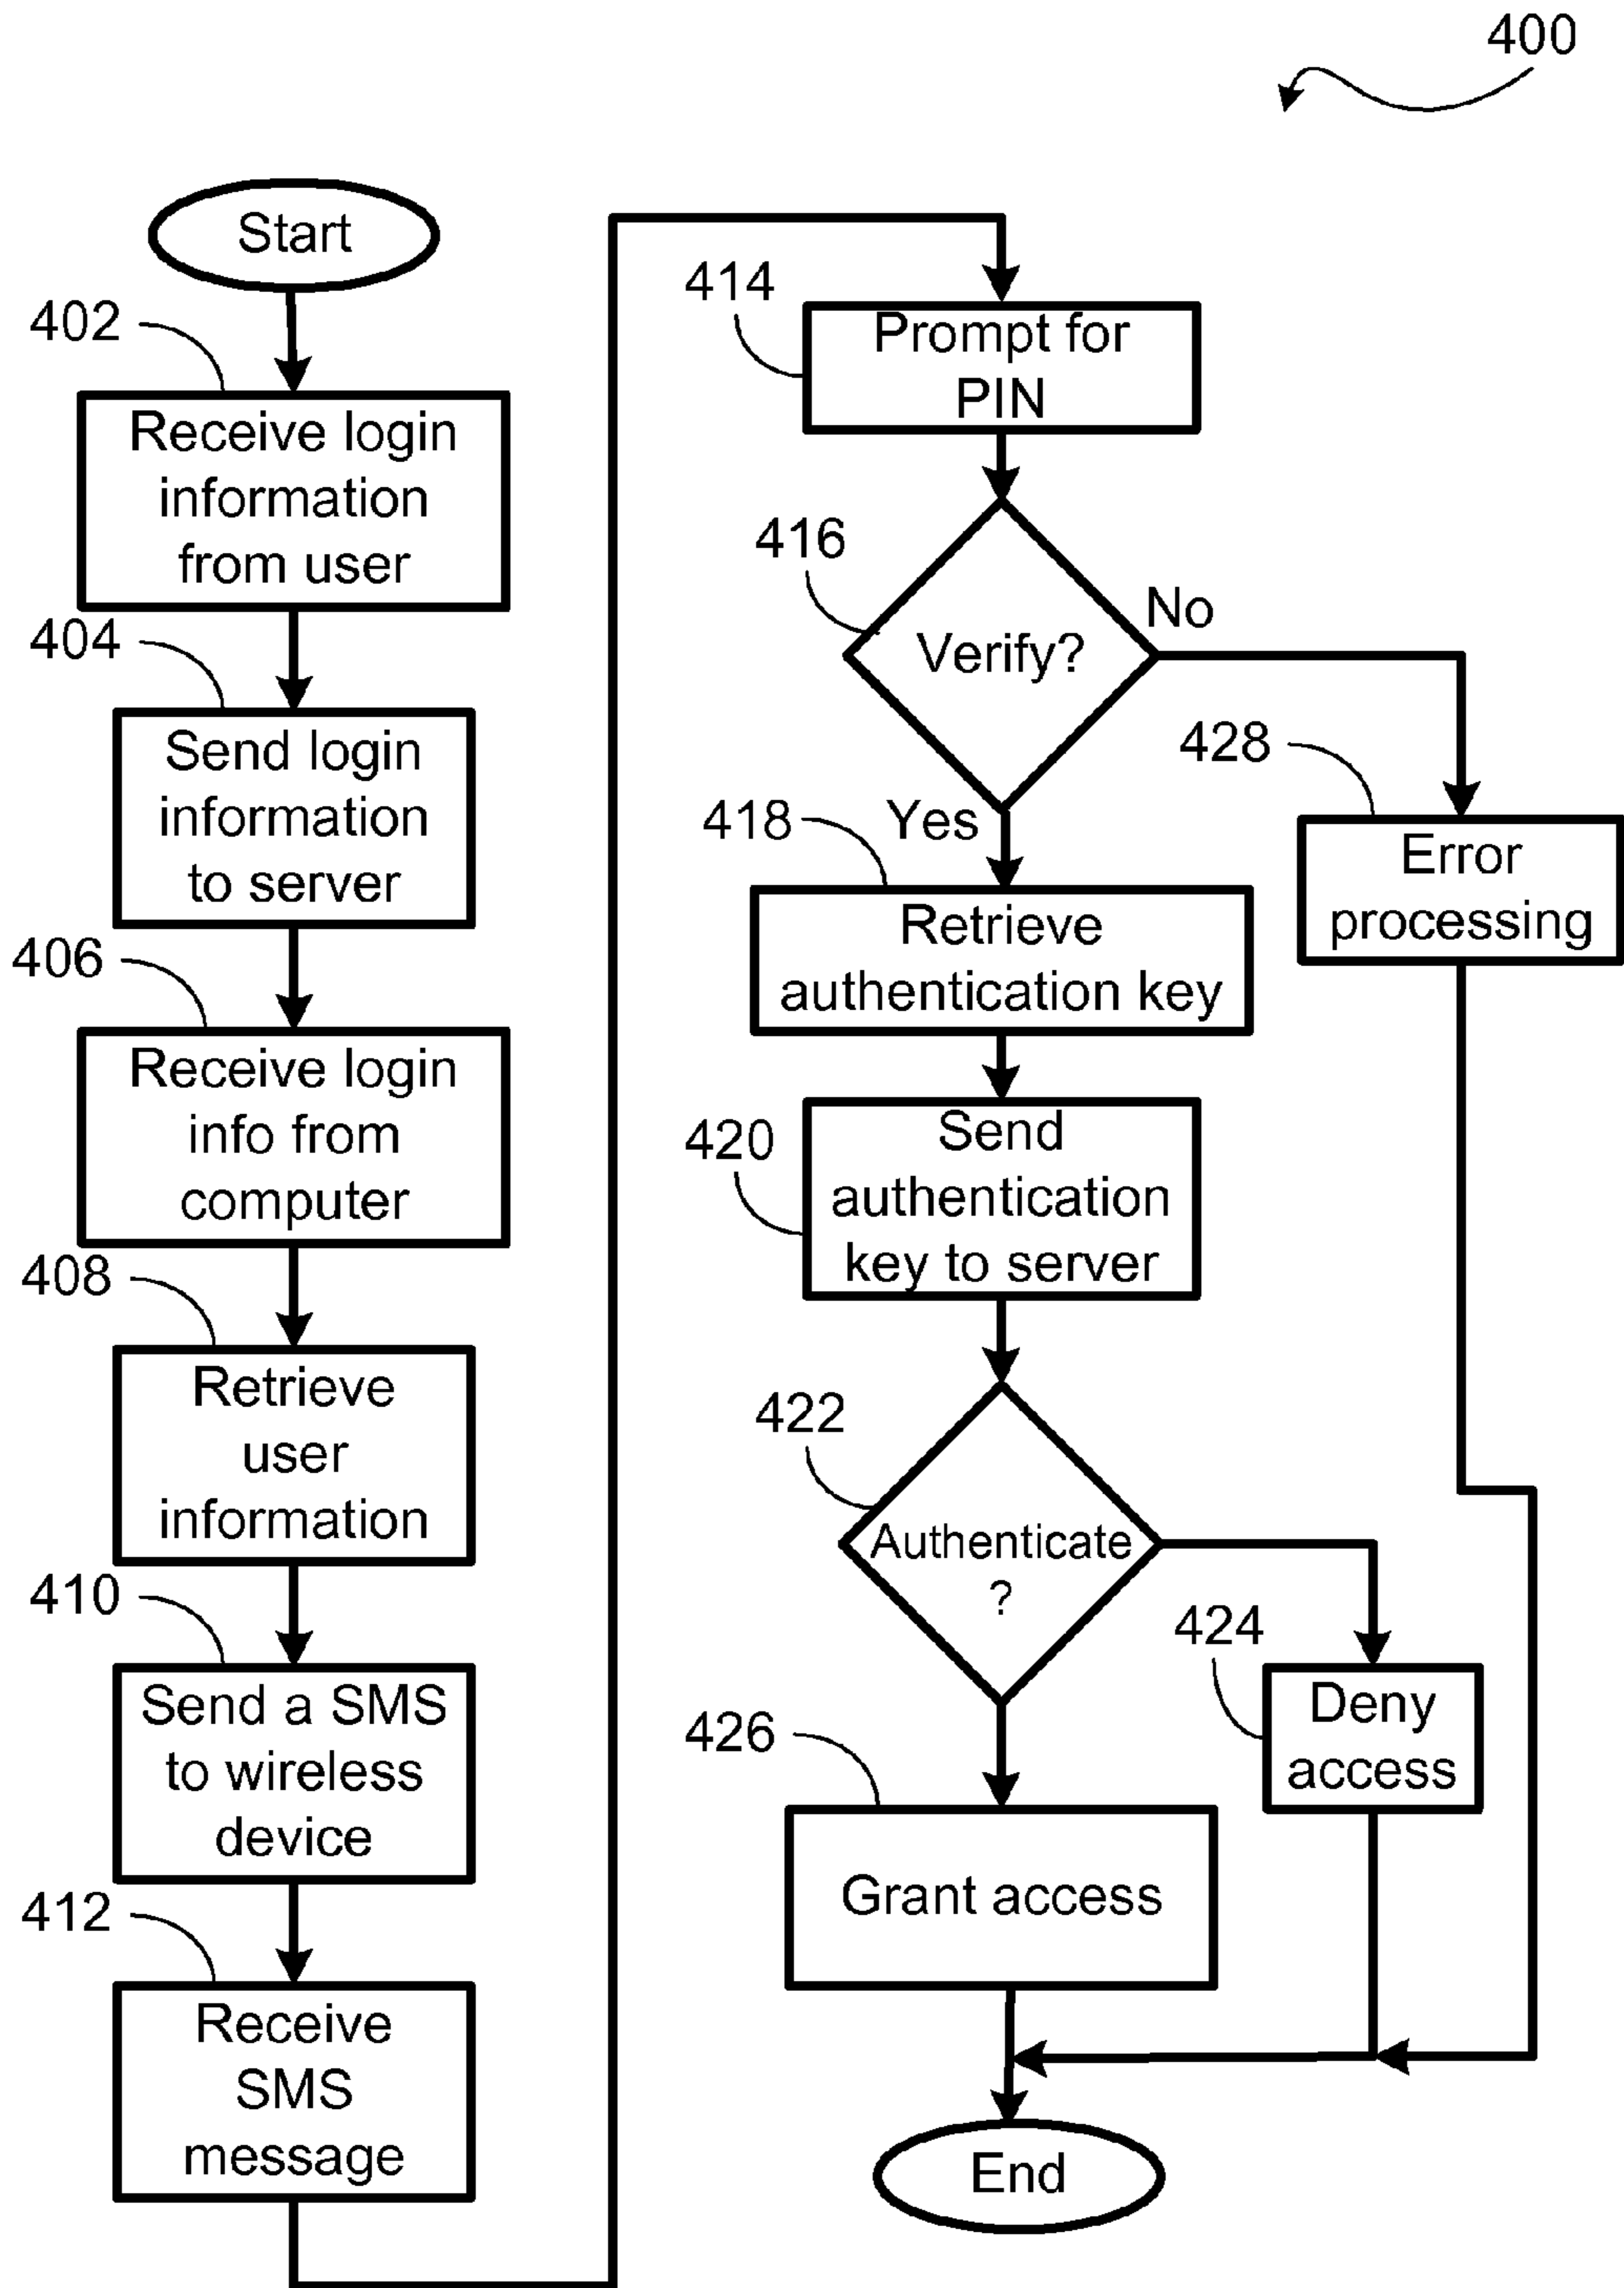 400
Start
402
Receive login
information
from user
404
Send login
information
to server
406
Receive login
info from
computer
408
Retrieve
user
information
410
Send a SMS
to wireless
device
412
Receive
SMS
message
414
Prompt for
PIN
416
Verify?
No
Yes
428
Error
processing
418
Retrieve
authentication key
420
Send
authentication
key to server
422
Authenticate
?
424
Deny
access
426
Grant access
End